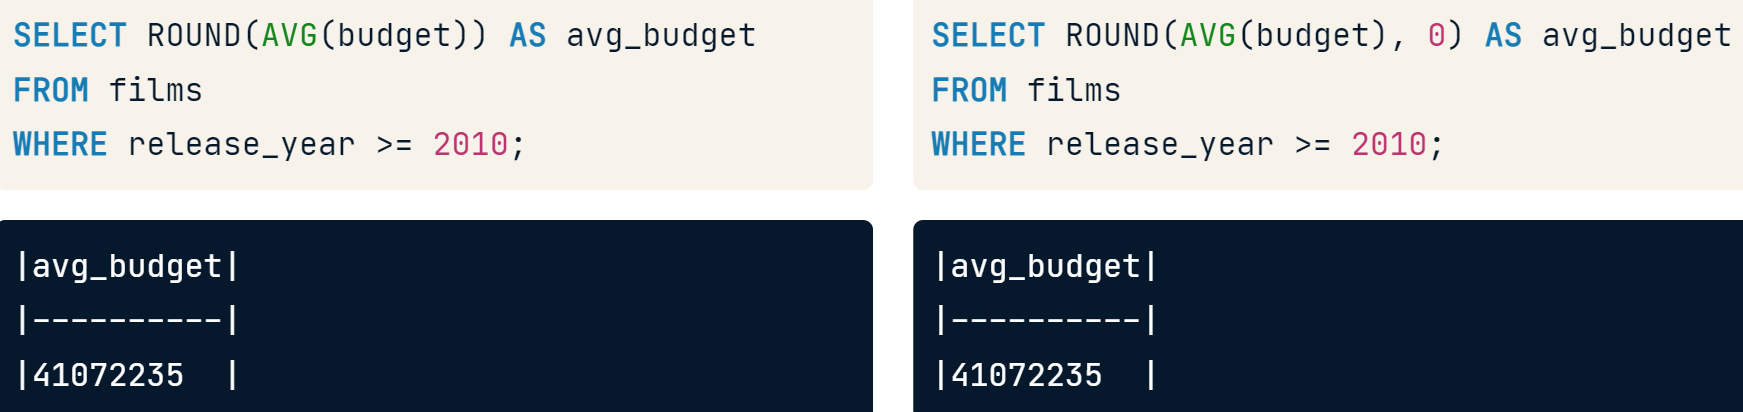 SELECT ROUND(AVG(budget)) AS avg_budget
FROM films
WHERE release_year >= 2010;
|avg_budget|
|----------|
|41072235  |
SELECT ROUND(AVG(budget), 0) AS avg_budget
FROM films
WHERE release_year >= 2010;
|avg_budget|
|----------|
|41072235  |